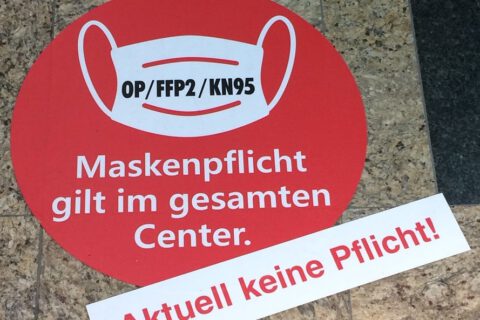 OP/FFP2/KN95
Maskenpflicht
gilt im gesamten
Center.
Aktuell keine Pflicht!